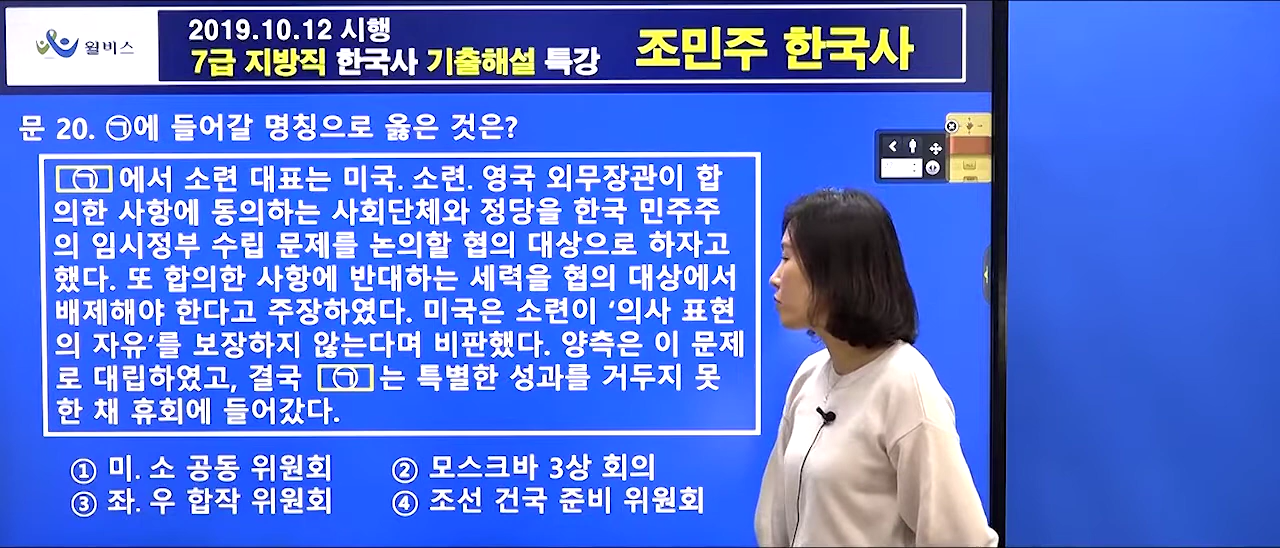 월비스
2019.10.12 시행
7급 지방직 한국사 기출해설 특강
조민주 한국사
문 20. ㉠에 들어갈 명칭으로 옳은 것은?
㉠에서 소련 대표는 미국. 소련. 영국 외무장관이 합
의한 사항에 동의하는 사회단체와 정당을 한국 민주주
의 임시정부 수립 문제를 논의할 협의 대상으로 하자고
했다. 또 합의한 사항에 반대하는 세력을 협의 대상에서
배제해야 한다고 주장하였다. 미국은 소련이 ‘의사 표현
의 자유’를 보장하지 않는다며 비판했다. 양측은 이 문제
로 대립하였고, 결국 ㉠는 특별한 성과를 거두지 못
한 채 휴회에 들어갔다.
① 미. 소 공동 위원회
② 모스크바 3상 회의
③ 좌. 우 합작 위원회
④ 조선 건국 준비 위원회